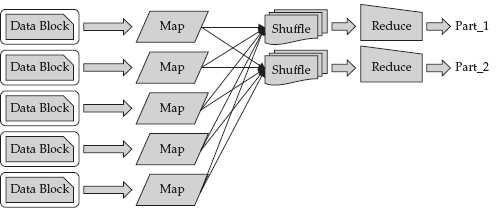 Data Block Map Shuffle Reduce Part_1
Data Block Map Shuffle Reduce Part_2
Data Block Map
Data Block Map
Data Block Map